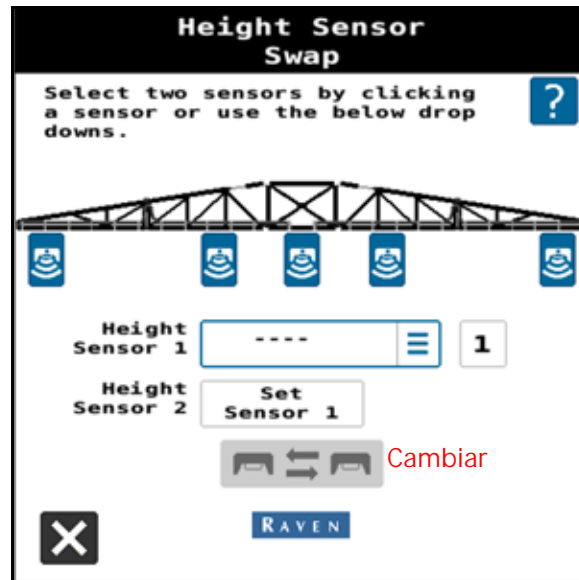 Height Sensor
Swap
Select two sensors by clicking
a sensor or use the below drop
downs.
?
Height
Sensor 1
----
1
Height
Sensor 2
Set
Sensor 1
Cambiar
RAVEN